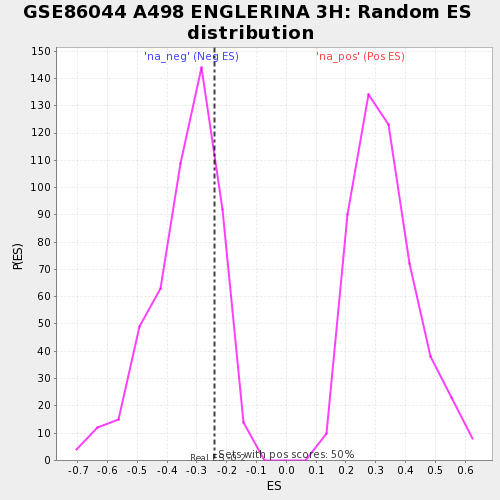 GSE86044 A498 ENGLERINA 3H: Random ES
distribution
'na_neg' (Neg ES)
'na_pos' (Pos ES)
150
140
130
120
110
100
90
80
70
60
50
40
30
20
10
0
P(ES)
Sets with pos scores: 50%
-0.7 -0.6 -0.5 -0.4 -0.3 -0.2 -0.1 0.0 0.1 0.2 0.3 0.4 0.5 0.6
ES